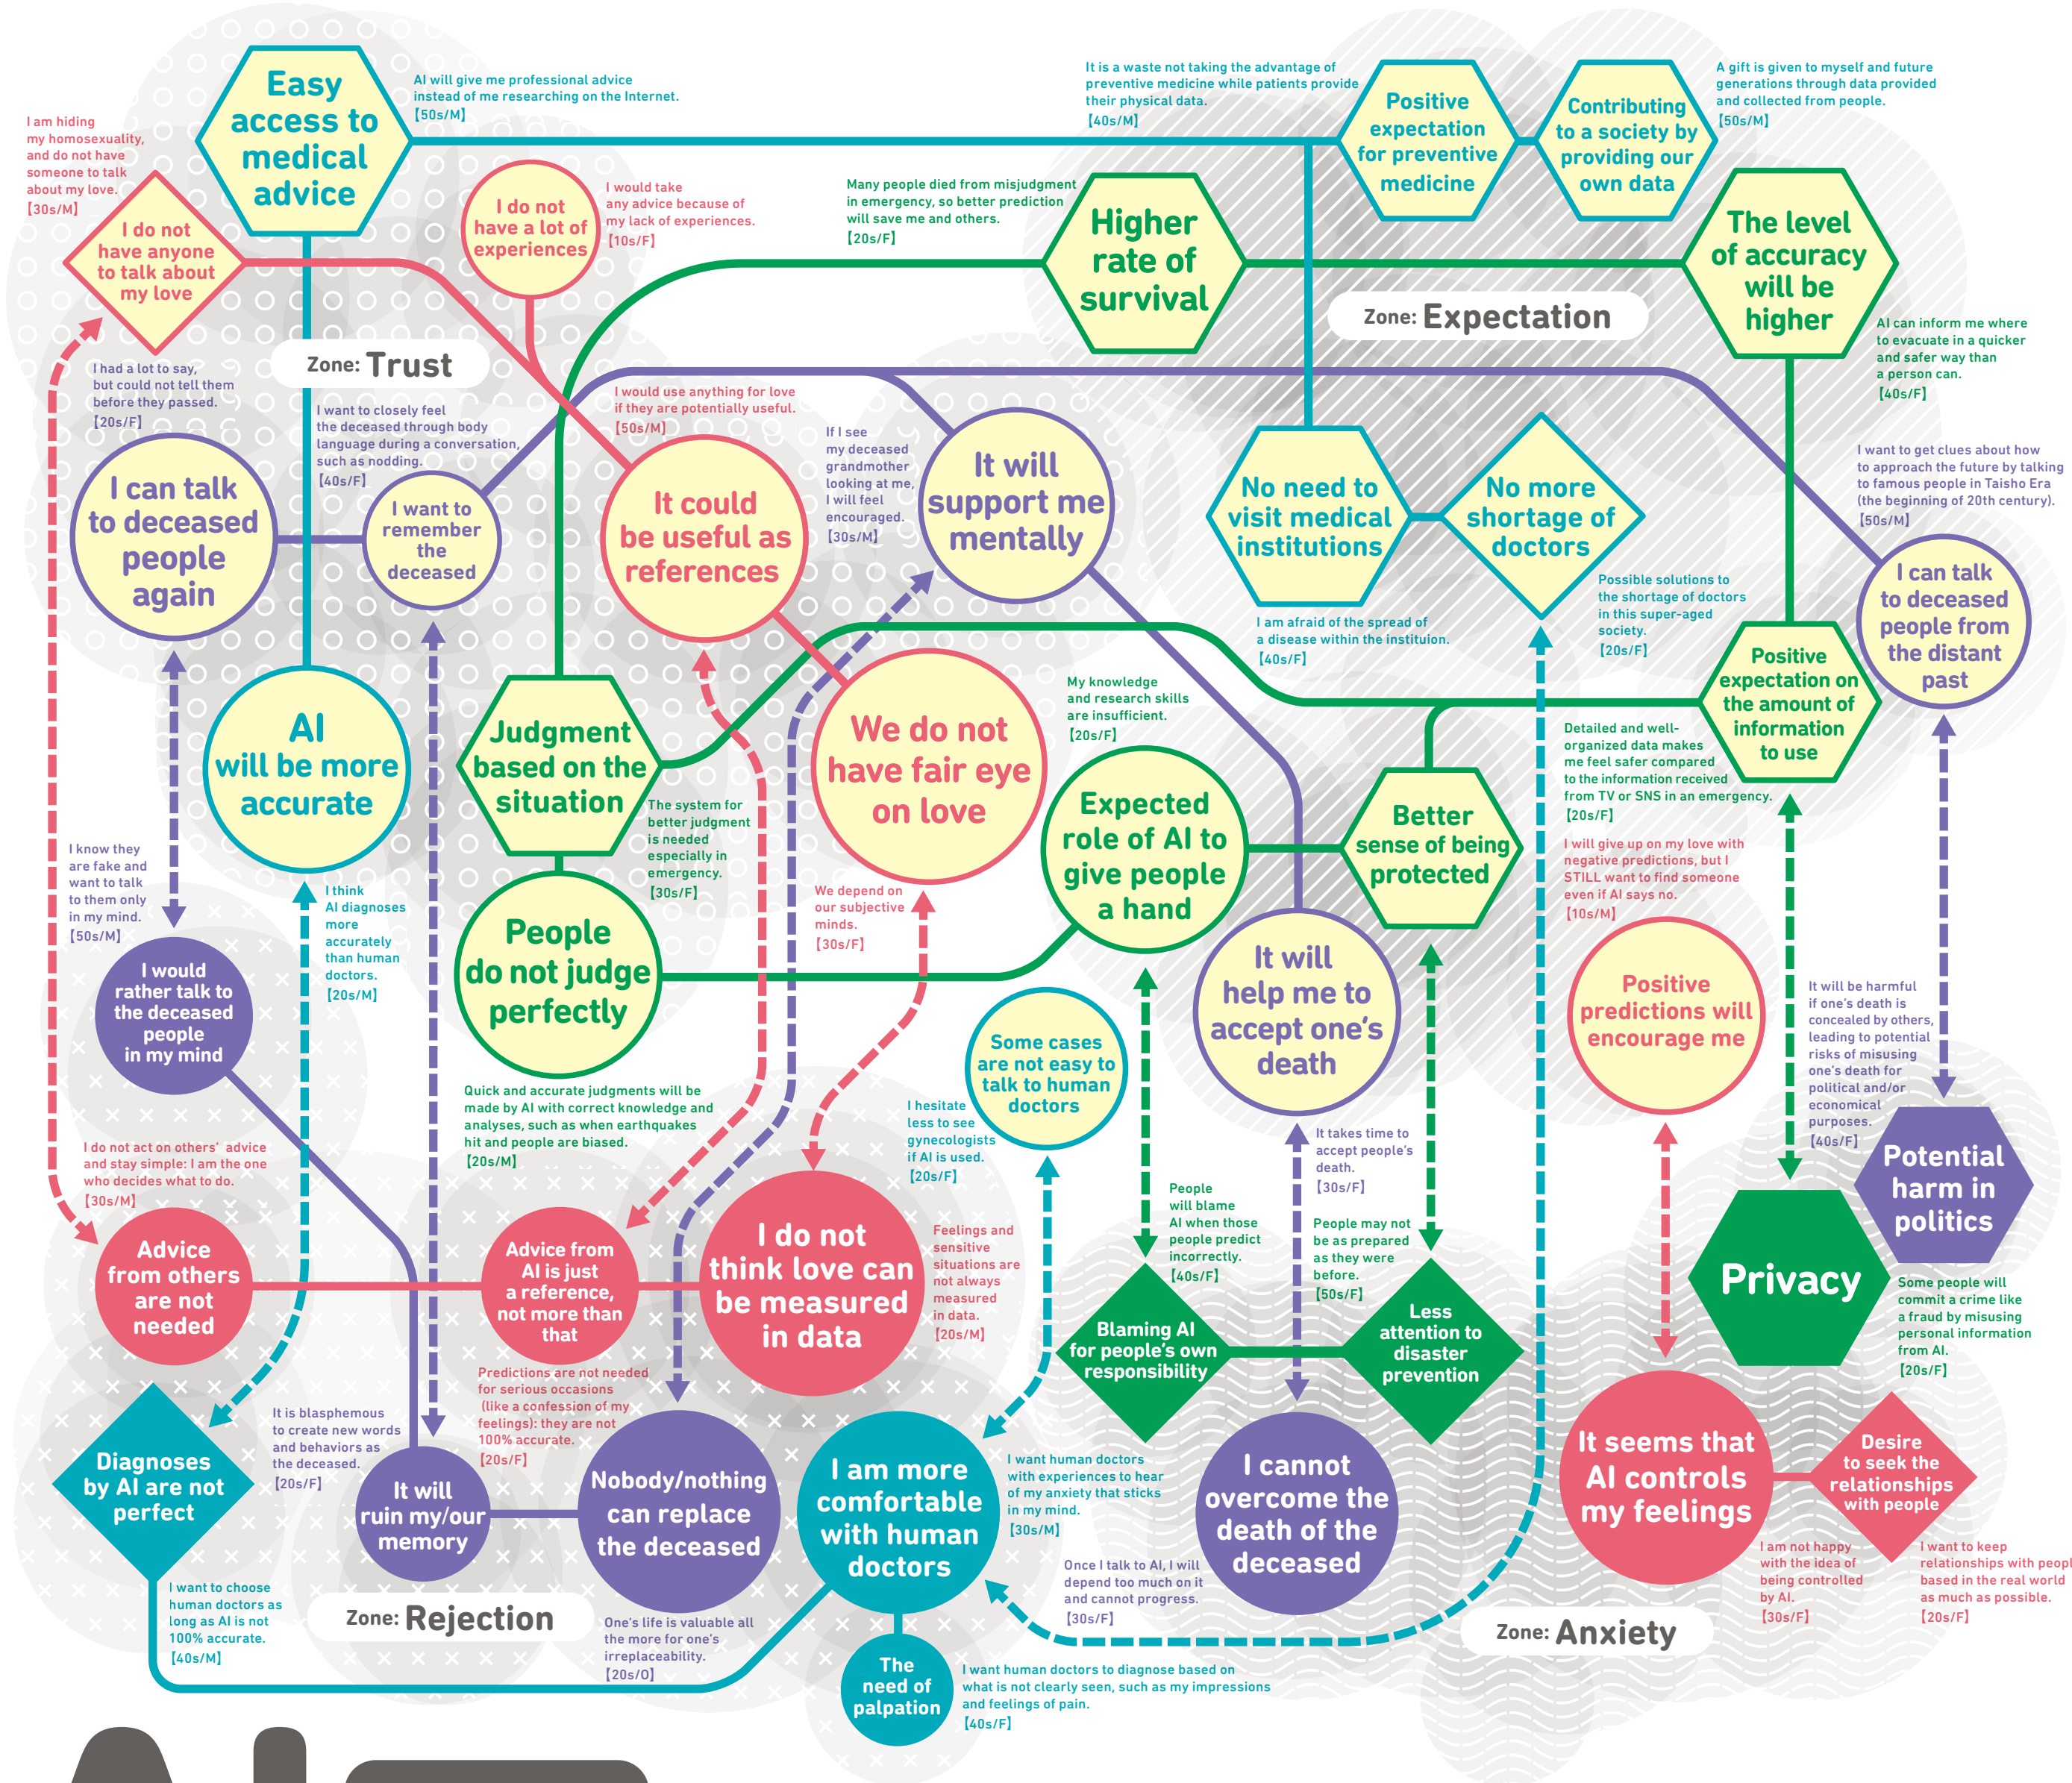 Easy
access to
medical
advice
AI will give me professional advice
instead of me researching on the Internet.
【50s/M】
It is a waste not taking the advantage of
preventive medicine while patients provide
their physical data.
【40s/M】
Positive
expectation
for preventive
medicine
Contributing
to a society by
providing our
own data
A gift is given to myself and future
generations through data provided
and collected from people.
【50s/M】
I am hiding
my homosexuality,
and do not have
someone to talk
about my love.
【30s/M】
I do not
have anyone
to talk about
my love
I do not
have a lot of
experiences
I would take
any advice because of
my lack of experiences.
【10s/F】
Many people died from misjudgment
in emergency, so better prediction
will save me and others.
【20s/F】
Higher
rate of
survival
The level
of accuracy
will be
higher
Zone: Expectation
AI can inform me where
to evacuate in a quicker
and safer way than
a person can.
【40s/F】
Zone: Trust
I had a lot to say,
but could not tell them
before they passed.
【20s/F】
I want to closely feel
the deceased through body
language during a conversation,
such as nodding.
【40s/F】
I would use anything for love
if they are potentially useful.
【50s/M】
If I see
my deceased
grandmother
looking at me,
I will feel
encouraged.
【30s/M】
It will
support me
mentally
I can talk
to deceased
people
again
I want to
remember
the
deceased
It could
be useful as
references
No need to
visit medical
institutions
No more
shortage of
doctors
I want to get clues about how
to approach the future by talking
to famous people in Taisho Era
(the beginning of 20th century).
【50s/M】
I can talk
to deceased
people from
the distant
past
I am afraid of the spread of
a disease within the instituion.
【40s/F】
Possible solutions to
the shortage of doctors
in this super-aged
society.
【20s/F】
Positive
expectation on
the amount of
information
to use
AI
will be more
accurate
Judgment
based on the
situation
The system for
better judgment
is needed
especially in
emergency.
【30s/F】
We do not
have fair eye
on love
My knowledge
and research skills
are insufficient.
【20s/F】
Expected
role of AI to
give people
a hand
Better
sense of being
protected
Detailed and well-
organized data makes
me feel safer compared
to the information received
from TV or SNS in an emergency.
【20s/F】
I will give up on my love with
negative predictions, but I
STILL want to find someone
even if AI says no.
【10s/M】
I know they
are fake and
want to talk
to them only
in my mind.
【50s/M】
I think
AI diagnoses
more
accurately
than human
doctors.
【20s/M】
We depend on
our subjective
minds.
【30s/F】
People
do not judge
perfectly
I would
rather talk to
the deceased
people
in my mind
Some cases
are not easy to
talk to human
doctors
It will
help me to
accept one's
death
Positive
predictions will
encourage me
It will be harmful
if one's death is
concealed by others,
leading to potential
risks of misusing
one's death for
political and/or
economical
purposes.
【40s/F】
Quick and accurate judgments will be
made by AI with correct knowledge and
analyses, such as when earthquakes
hit and people are biased.
【20s/M】
I hesitate
less to see
gynecologists
if AI is used.
【20s/F】
It takes time to
accept people's
death.
【30s/F】
I do not act on others' advice
and stay simple: I am the one
who decides what to do.
【30s/M】
People
will blame
AI when those
people predict
incorrectly.
【40s/F】
People may not
be as prepared
as they were
before.
【50s/F】
Potential
harm in
politics
Advice
from others
are not
needed
Advice from
AI is just
a reference,
not more than
that
I do not
think love can
be measured
in data
Feelings and
sensitive
situations are
not always
measured
in data.
【20s/M】
Blaming AI
for people's own
responsibility
Less
attention to
disaster
prevention
Privacy
Some people will
commit a crime like
a fraud by misusing
personal information
from AI.
【20s/F】
Predictions are not needed
for serious occasions
(like a confession of my
feelings): they are not
100% accurate.
【20s/F】
It is blasphemous
to create new words
and behaviors as
the deceased.
【20s/F】
Diagnoses
by AI are not
perfect
It will
ruin my/our
memory
Nobody/nothing
can replace
the deceased
I am more
comfortable
with human
doctors
I want human doctors
with experiences to hear
of my anxiety that sticks
in my mind.
【30s/M】
I cannot
overcome the
death of the
deceased
It seems that
AI controls
my feelings
Desire
to seek the
relationships
with people
I want to choose
human doctors as
long as AI is not
100% accurate.
【40s/M】
Zone: Rejection
One's life is valuable all
the more for one's
irreplaceability.
【20s/O】
Once I talk to AI, I will
depend too much on it
and cannot progress.
【30s/F】
I am not happy
with the idea of
being controlled
by AI.
【30s/F】
I want to keep
relationships with peopl
based in the real world
as much as possible.
【20s/F】
Zone: Anxiety
The
need of
palpation
I want human doctors to diagnose based on
what is not clearly seen, such as my impressions
and feelings of pain.
【40s/F】